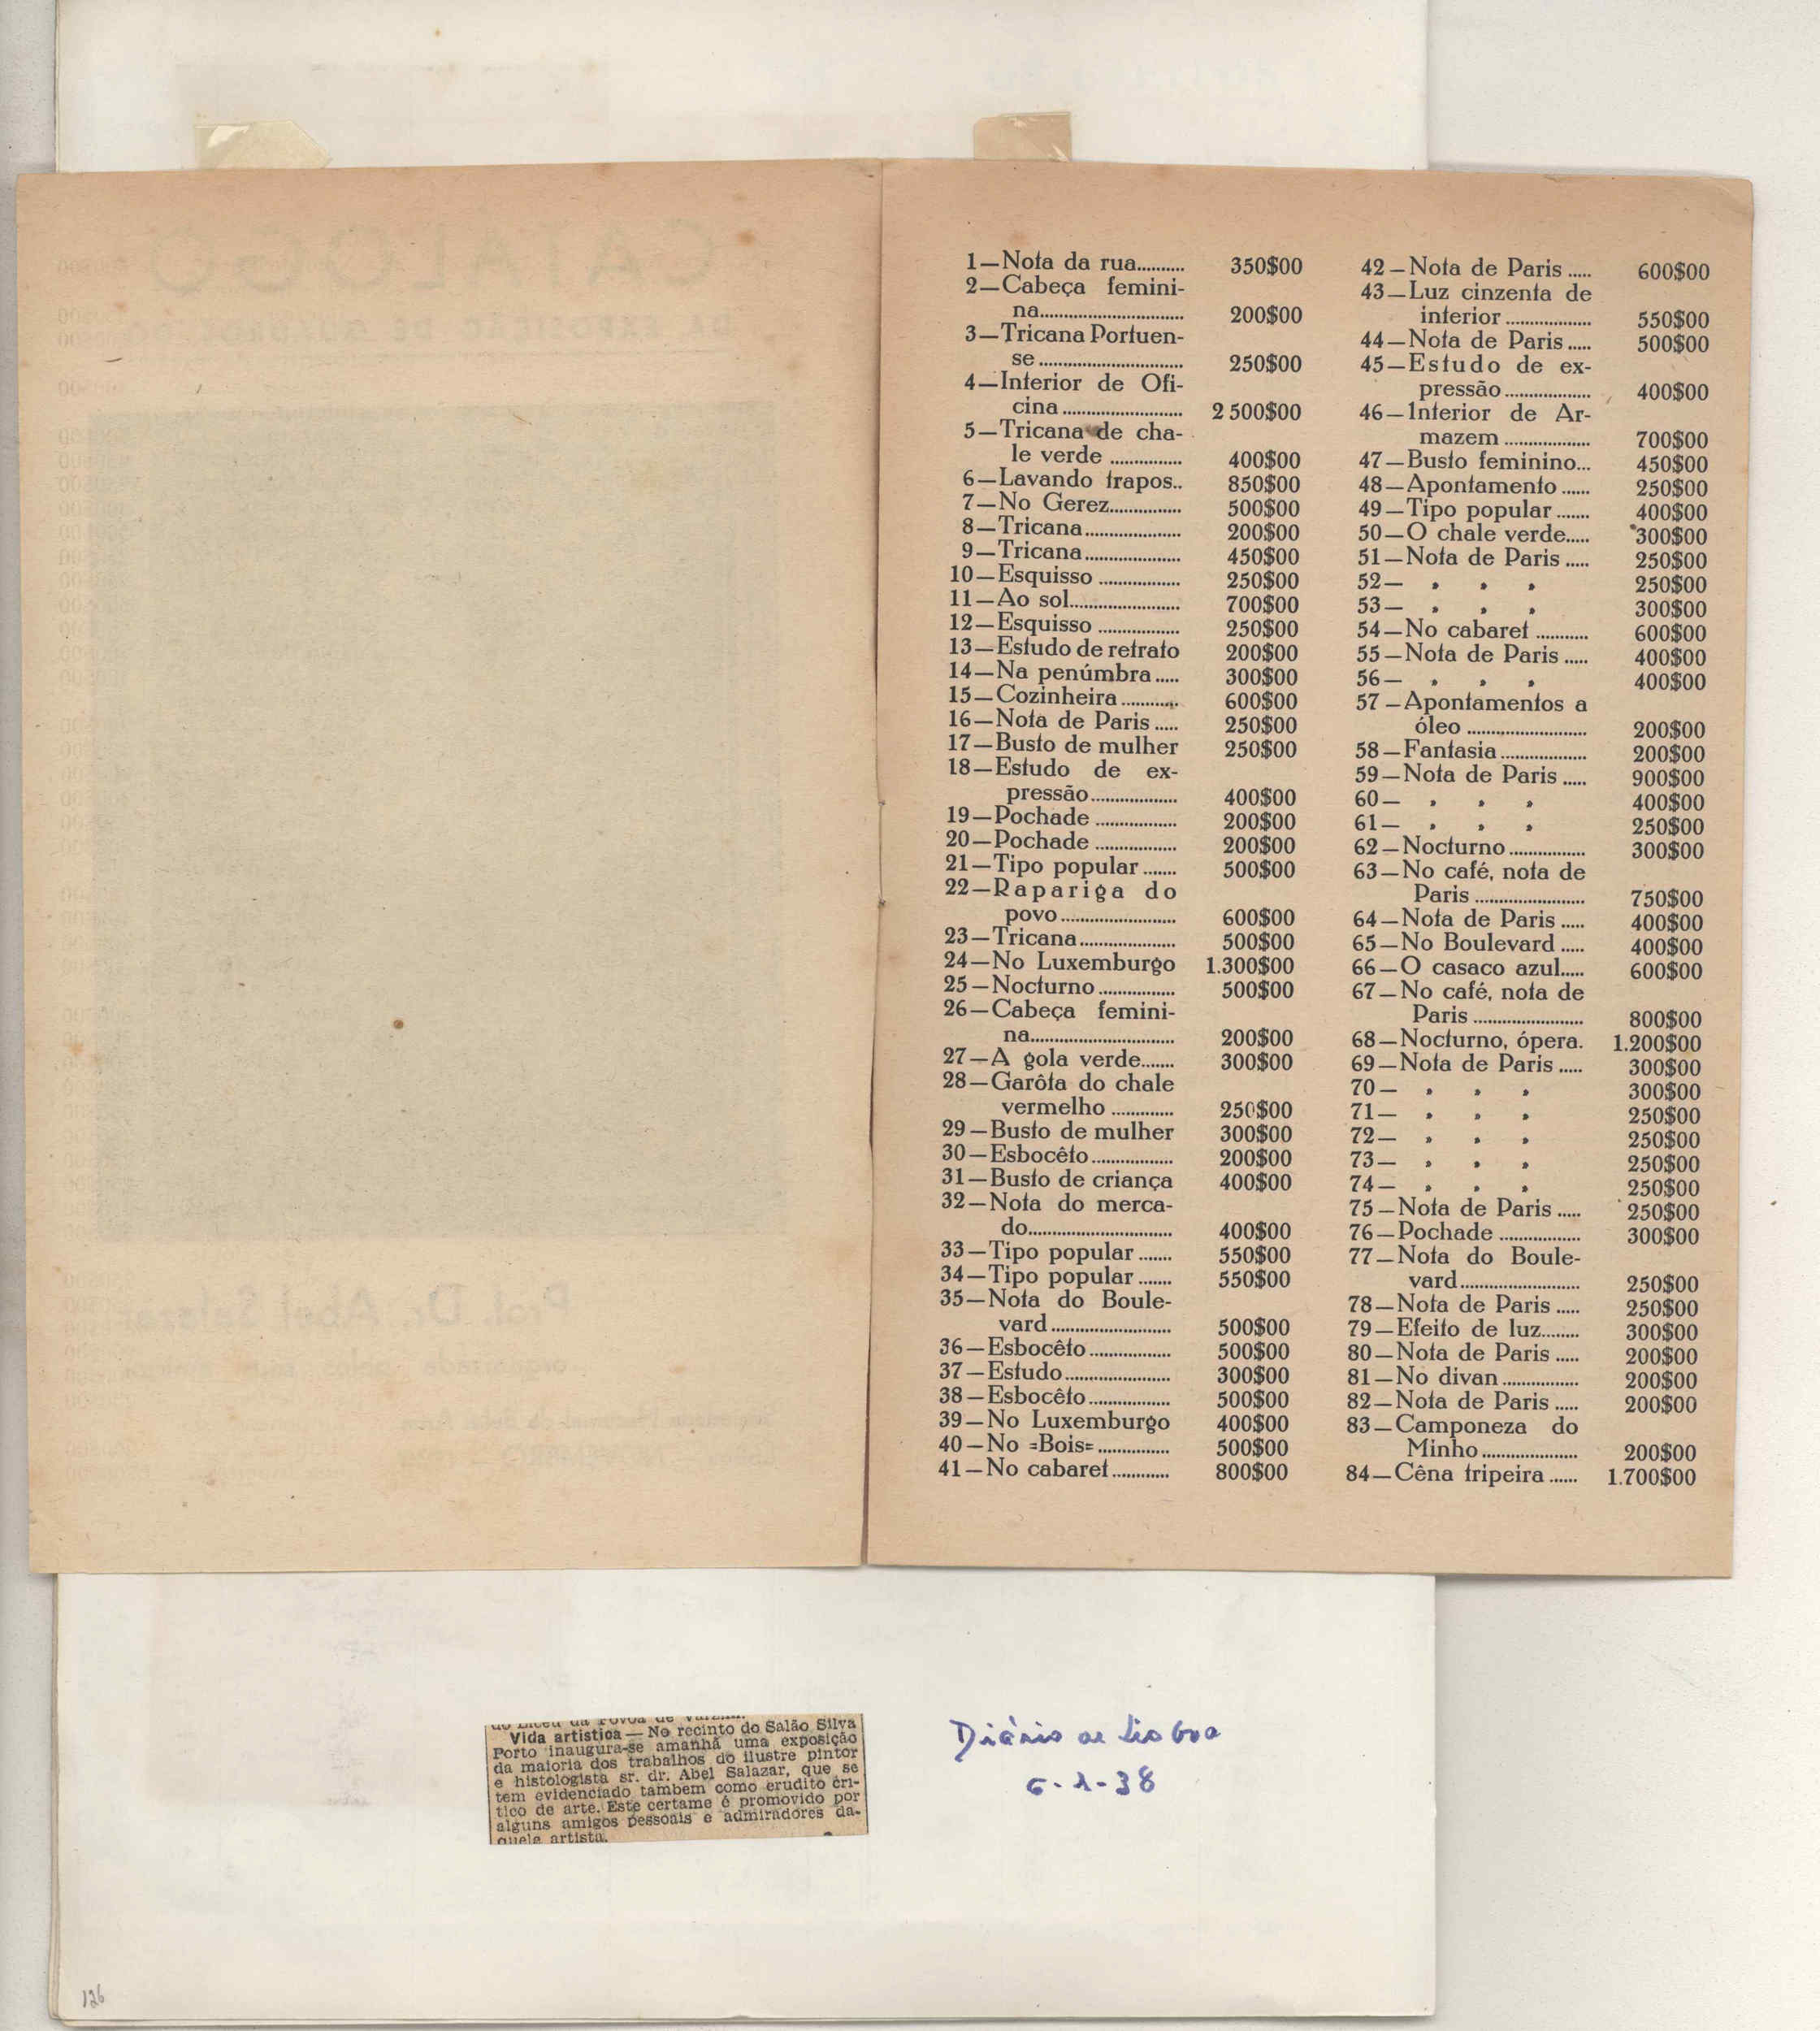 1—Nota da rua.......... 350$00
2—Cabeça femini-
na.............................. 200$00
3—Tricana Portuen-
se .............................. 250$00
4—Interior de Ofi-
cina ......................... 2 500$00
5—Tricana de cha-
le verde ............... 400$00
6—Lavando trapos.. 850$00
7—No Gerez............... 500$00
8—Tricana.................... 200$00
9—Tricana.................... 450$00
10—Esquisso ................. 250$00
11—Ao sol....................... 700$00
12—Esquisso ................. 250$00
13—Estudo de retrato 200$00
14—Na penúmbra ..... 300$00
15—Cozinheira ............ 600$00
16—Nota de Paris ..... 250$00
17—Busto de mulher 250$00
18—Estudo de ex-
pressão .................. 400$00
19—Pochade ................. 200$00
20—Pochade ................. 200$00
21—Tipo popular ....... 500$00
22—Rapariga do
povo ........................ 600$00
23—Tricana.................... 500$00
24—No Luxemburgo 1.300$00
25—Nocturno ................ 500$00
26—Cabeça femini-
na.............................. 200$00
27—A gola verde....... 300$00
28—Garôta do chale
vermelho ............. 250$00
29—Busto de mulher 300$00
30—Esbocêto ................. 200$00
31—Busto de criança 400$00
32—Nota do merca-
do.............................. 400$00
33—Tipo popular ....... 550$00
34—Tipo popular ....... 550$00
35—Nota do Boule-
vard ......................... 500$00
36—Esbocêto ................. 500$00
37—Estudo...................... 300$00
38—Esbocêto ................. 500$00
39—No Luxemburgo 400$00
40—No =Bois= ............... 500$00
41—No cabaret ............ 800$00
42—Nota de Paris ..... 600$00
43—Luz cinzenta de
interior .................. 550$00
44—Nota de Paris ..... 500$00
45—Estudo de ex-
pressão .................. 400$00
46—Interior de Ar-
mazem .................. 700$00
47—Busto feminino... 450$00
48—Apontamento ...... 250$00
49—Tipo popular ....... 400$00
50—O chale verde..... 300$00
51—Nota de Paris ..... 250$00
52— » » » 250$00
53— » » » 300$00
54—No cabaret ........... 600$00
55—Nota de Paris ..... 400$00
56— » » » 400$00
57—Apontamentos a
óleo ......................... 200$00
58—Fantasia .................. 200$00
59—Nota de Paris ..... 900$00
60— » » » 400$00
61— » » » 250$00
62—Nocturno ................ 300$00
63—No café, nota de
Paris ....................... 750$00
64—Nota de Paris ..... 400$00
65—No Boulevard ..... 400$00
66—O casaco azul..... 600$00
67—No café, nota de
Paris ....................... 800$00
68—Nocturno, ópera. 1.200$00
69—Nota de Paris ..... 300$00
70— » » » 300$00
71— » » » 250$00
72— » » » 250$00
73— » » » 250$00
74— » » » 250$00
75—Nota de Paris ..... 250$00
76—Pochade ................. 300$00
77—Nota do Boule-
vard ......................... 250$00
78—Nota de Paris ..... 250$00
79—Efeito de luz........ 300$00
80—Nota de Paris ..... 200$00
81—No divan ................ 200$00
82—Nota de Paris ..... 200$00
83—Camponeza do
Minho .................... 200$00
84—Cêna tripeira ...... 1.700$00
do Liceu da Povoa de Varzim.
Vida artistica — No recinto do Salão Silva
Porto inaugura-se amanhã uma exposição
da maioria dos trabalhos do ilustre pintor
e histologista sr. dr. Abel Salazar, que se
tem evidenciado tambem como erudito cri-
tico de arte. Este certame é promovido por
alguns amigos pessoais e admiradores da-
quele artista.
Diário de Lisboa
38
126